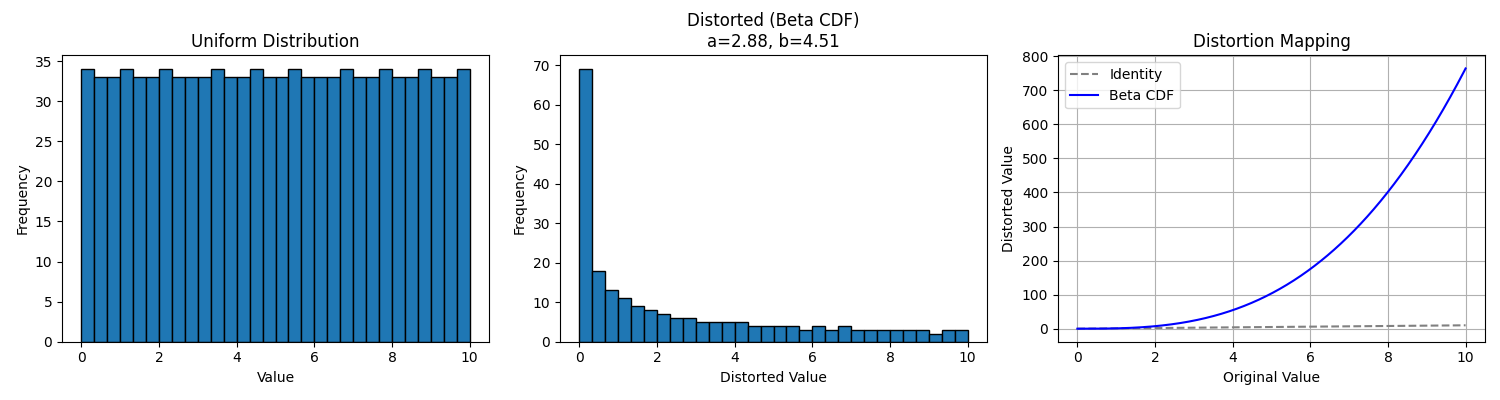 Uniform Distribution
Frequency
35
30
25
20
15
10
5
0
0 2 4 6 8 10
Value
Distorted (Beta CDF)
a=2.88, b=4.51
Frequency
70
60
50
40
30
20
10
0
0 2 4 6 8 10
Distorted Value
Distortion Mapping
Identity
Beta CDF
Distorted Value
800
700
600
500
400
300
200
100
0
0 2 4 6 8 10
Original Value